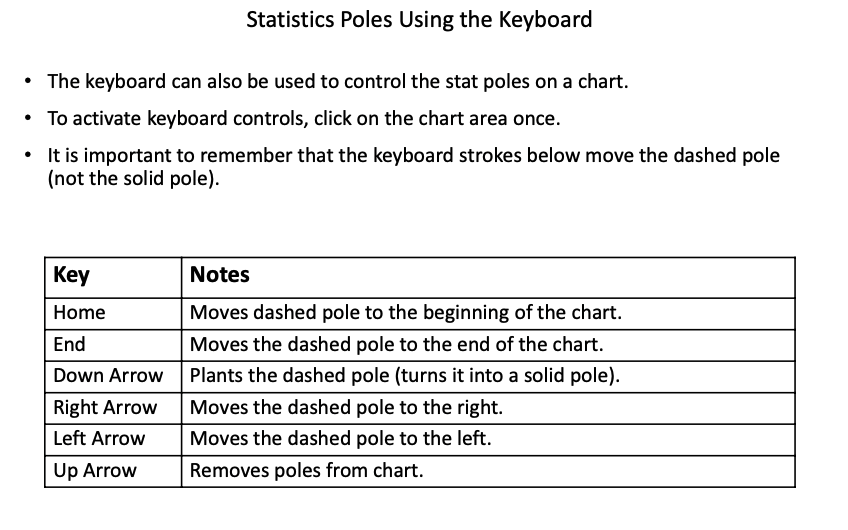 Statistics Poles Using the Keyboard
• The keyboard can also be used to control the stat poles on a chart.
• To activate keyboard controls, click on the chart area once.
• It is important to remember that the keyboard strokes below move the dashed pole
(not the solid pole).
Key Notes
Home Moves dashed pole to the beginning of the chart.
End Moves the dashed pole to the end of the chart.
Down Arrow Plants the dashed pole (turns it into a solid pole).
Right Arrow Moves the dashed pole to the right.
Left Arrow Moves the dashed pole to the left.
Up Arrow Removes poles from chart.